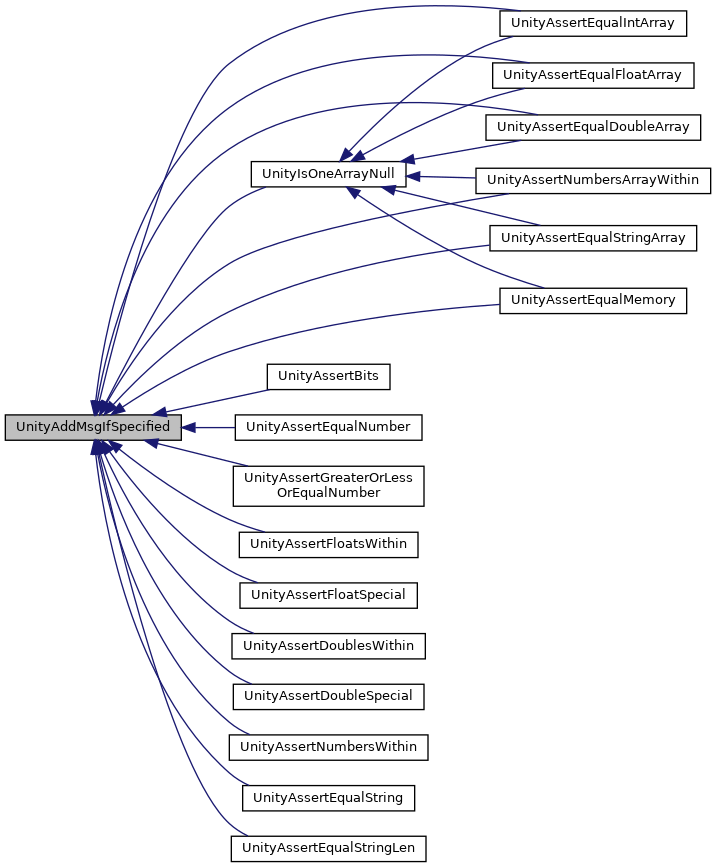 UnityAssertEqualIntArray
UnityAssertEqualFloatArray
UnityAssertEqualDoubleArray
UnityIsOneArrayNull
UnityAssertNumbersArrayWithin
UnityAssertEqualStringArray
UnityAssertEqualMemory
UnityAssertBits
UnityAddMsgIfSpecified
UnityAssertEqualNumber
UnityAssertGreaterOrLess
OrEqualNumber
UnityAssertFloatsWithin
UnityAssertFloatSpecial
UnityAssertDoublesWithin
UnityAssertDoubleSpecial
UnityAssertNumbersWithin
UnityAssertEqualString
UnityAssertEqualStringLen